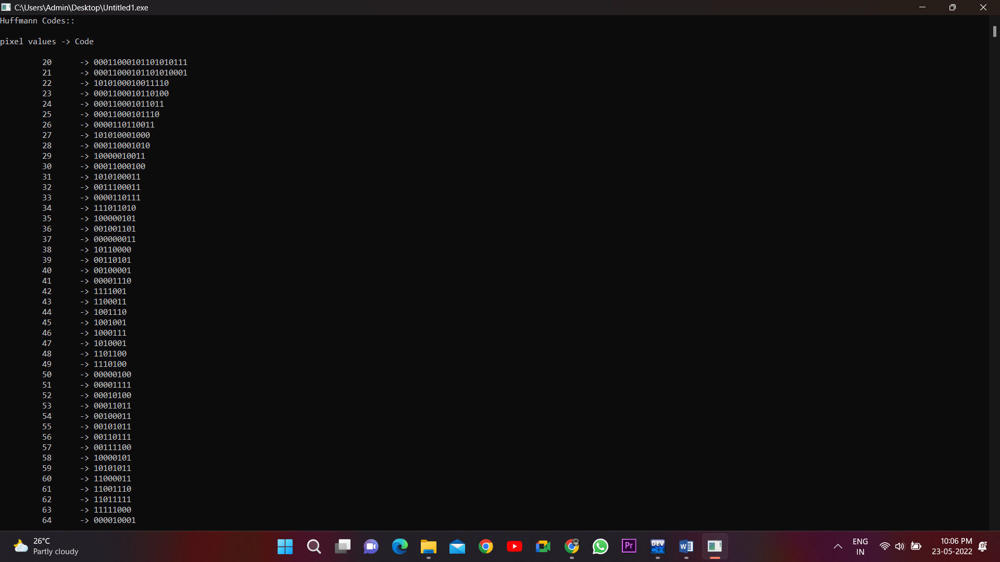 C:\Users\Admin\Desktop\Untitled1.exe
Huffmann Codes::
pixel values -> Code
20 -> 00011000101101010111
21 -> 00011000101101010001
22 -> 1010100010011110
23 -> 0001100010110100
24 -> 000110001011011
25 -> 00011000101110
26 -> 0000110110011
27 -> 101010001000
28 -> 000110001010
29 -> 10000010011
30 -> 00011000100
31 -> 1010100011
32 -> 0011100011
33 -> 0000110111
34 -> 111011010
35 -> 100000101
36 -> 001001101
37 -> 000000011
38 -> 10110000
39 -> 00110101
40 -> 00100001
41 -> 00001110
42 -> 1111001
43 -> 1100011
44 -> 1001110
45 -> 1001001
46 -> 1000111
47 -> 1010001
48 -> 1101100
49 -> 1110100
50 -> 00000100
51 -> 00001111
52 -> 00010100
53 -> 00011011
54 -> 00100011
55 -> 00101011
56 -> 00110111
57 -> 00111100
58 -> 10000101
59 -> 10101011
60 -> 11000011
61 -> 11001110
62 -> 11011111
63 -> 11111000
64 -> 000010001
26°C
Partly cloudy
Pr
DEV
C++
W
ENG
IN
10:06 PM
23-05-2022